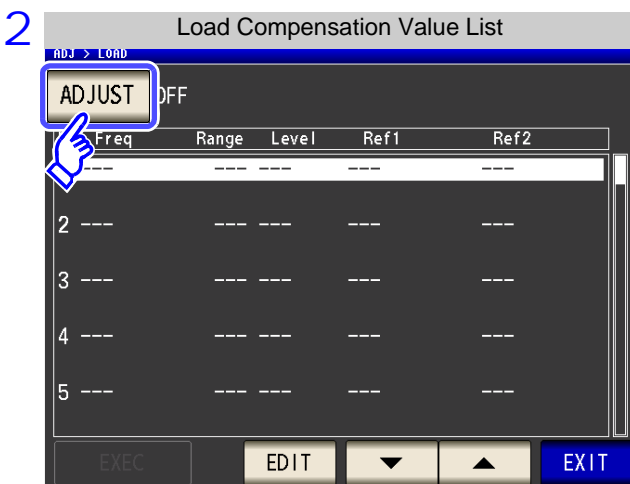 2
Load Compensation Value List
ADJ > LOAD
ADJUST OFF
Freq Range Level Ref1 Ref2
--- --- --- --- ---
2 --- --- --- --- ---
3 --- --- --- --- ---
4 --- --- --- --- ---
5 --- --- --- --- ---
EXEC EDIT ▼ ▲ EXIT